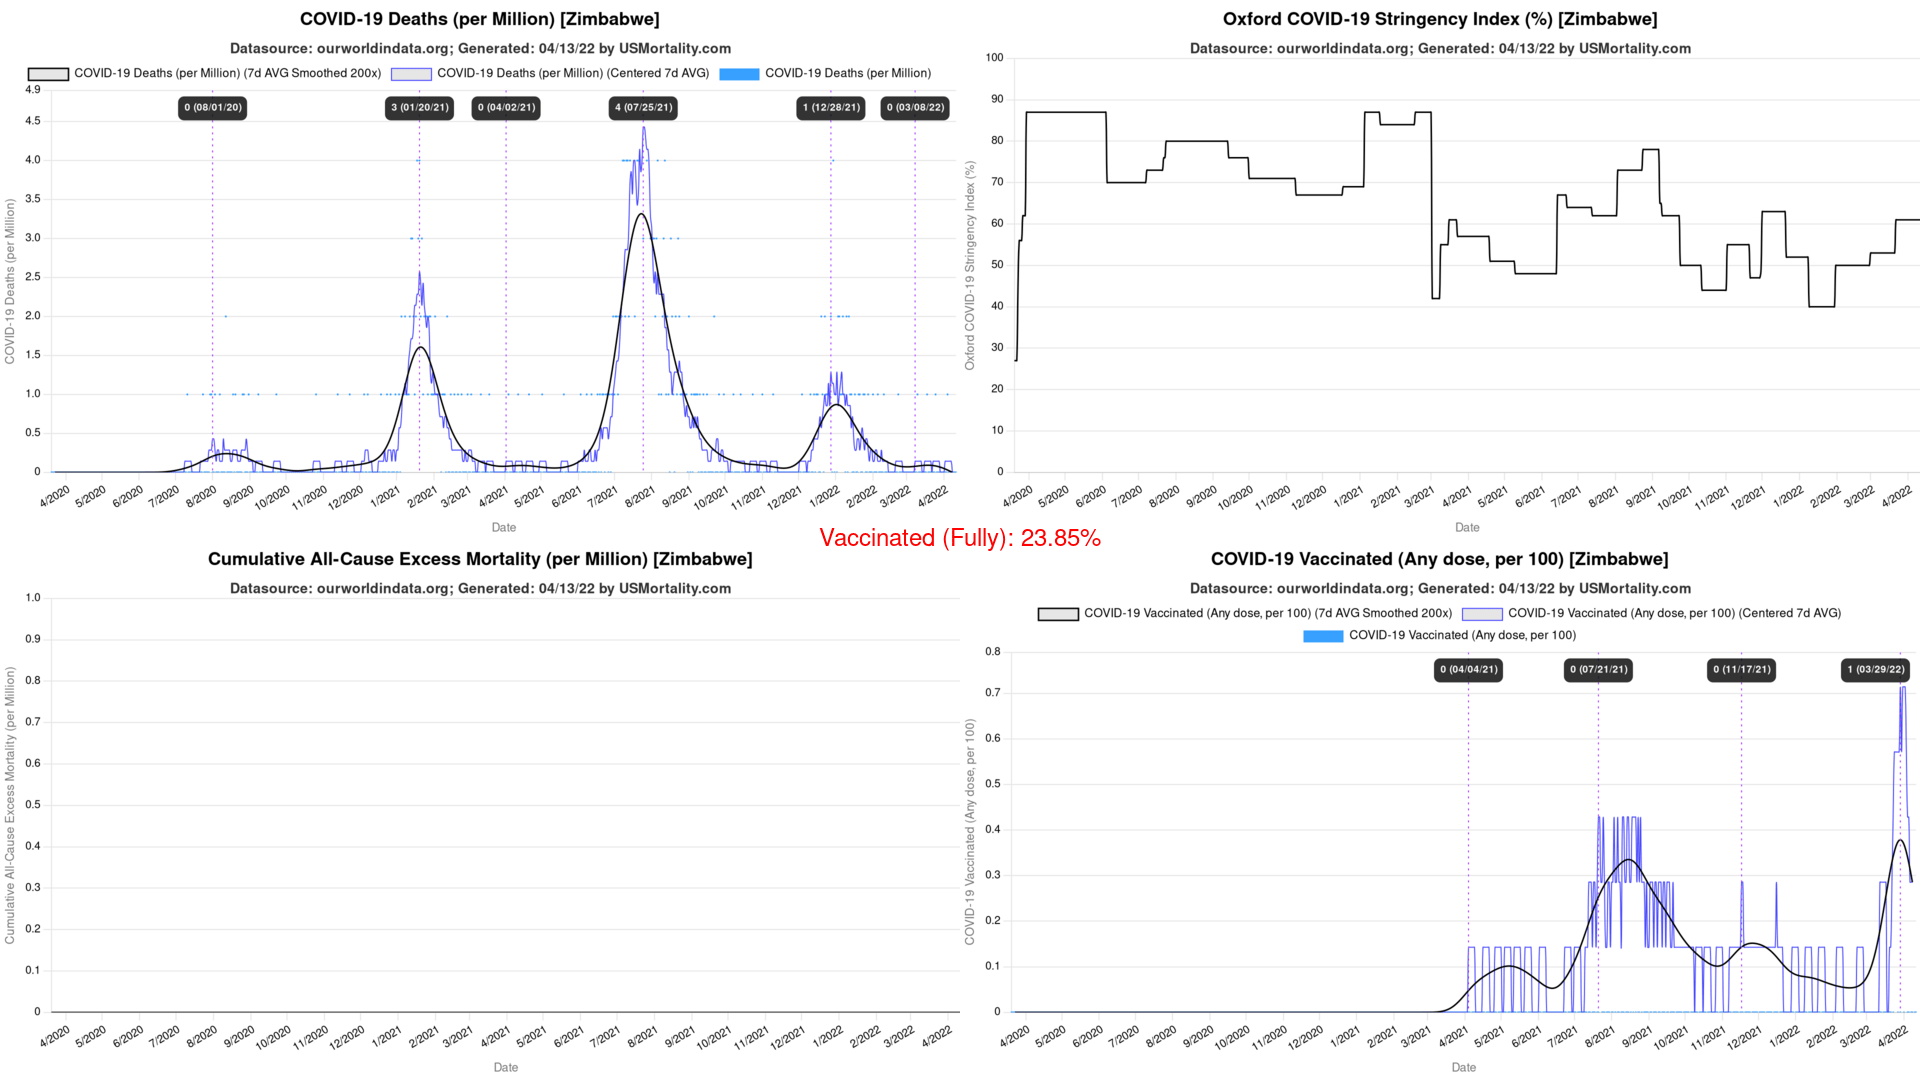 COVID-19 Deaths (per Million) [Zimbabwe]
Datasource: ourworldindata.org; Generated: 04/13/22 by USMortality.com
COVID-19 Deaths (per Million) (7d AVG Smoothed 200x)
COVID-19 Deaths (per Million) (Centered 7d AVG)
COVID-19 Deaths (per Million)
0 (08/01/20)
3 (01/20/21)
0 (04/02/21)
4 (07/25/21)
1 (12/28/21)
0 (03/08/22)
4.9
4.5
4.0
3.5
3.0
2.5
2.0
1.5
1.0
0.5
0
COVID-19 Deaths (per Million)
4/2020 5/2020 6/2020 7/2020 8/2020 9/2020 10/2020 11/2020 12/2020 1/2021 2/2021 3/2021 4/2021 5/2021 6/2021 7/2021 8/2021 9/2021 10/2021 11/2021 12/2021 1/2022 2/2022 3/2022 4/2022
Date
Oxford COVID-19 Stringency Index (%) [Zimbabwe]
Datasource: ourworldindata.org; Generated: 04/13/22 by USMortality.com
100
90
80
70
60
50
40
30
20
10
0
Oxford COVID-19 Stringency Index (%)
4/2020 5/2020 6/2020 7/2020 8/2020 9/2020 10/2020 11/2020 12/2020 1/2021 2/2021 3/2021 4/2021 5/2021 6/2021 7/2021 8/2021 9/2021 10/2021 11/2021 12/2021 1/2022 2/2022 3/2022 4/2022
Date
Vaccinated (Fully): 23.85%
Cumulative All-Cause Excess Mortality (per Million) [Zimbabwe]
Datasource: ourworldindata.org; Generated: 04/13/22 by USMortality.com
1.0
0.9
0.8
0.7
0.6
0.5
0.4
0.3
0.2
0.1
0
Cumulative All-Cause Excess Mortality (per Million)
4/2020 5/2020 6/2020 7/2020 8/2020 9/2020 10/2020 11/2020 12/2020 1/2021 2/2021 3/2021 4/2021 5/2021 6/2021 7/2021 8/2021 9/2021 10/2021 11/2021 12/2021 1/2022 2/2022 3/2022 4/2022
Date
COVID-19 Vaccinated (Any dose, per 100) [Zimbabwe]
Datasource: ourworldindata.org; Generated: 04/13/22 by USMortality.com
COVID-19 Vaccinated (Any dose, per 100) (7d AVG Smoothed 200x)
COVID-19 Vaccinated (Any dose, per 100) (Centered 7d AVG)
COVID-19 Vaccinated (Any dose, per 100)
0 (04/04/21)
0 (07/21/21)
0 (11/17/21)
1 (03/29/22)
0.8
0.7
0.6
0.5
0.4
0.3
0.2
0.1
0
COVID-19 Vaccinated (Any dose, per 100)
4/2020 5/2020 6/2020 7/2020 8/2020 9/2020 10/2020 11/2020 12/2020 1/2021 2/2021 3/2021 4/2021 5/2021 6/2021 7/2021 8/2021 9/2021 10/2021 11/2021 12/2021 1/2022 2/2022 3/2022 4/2022
Date